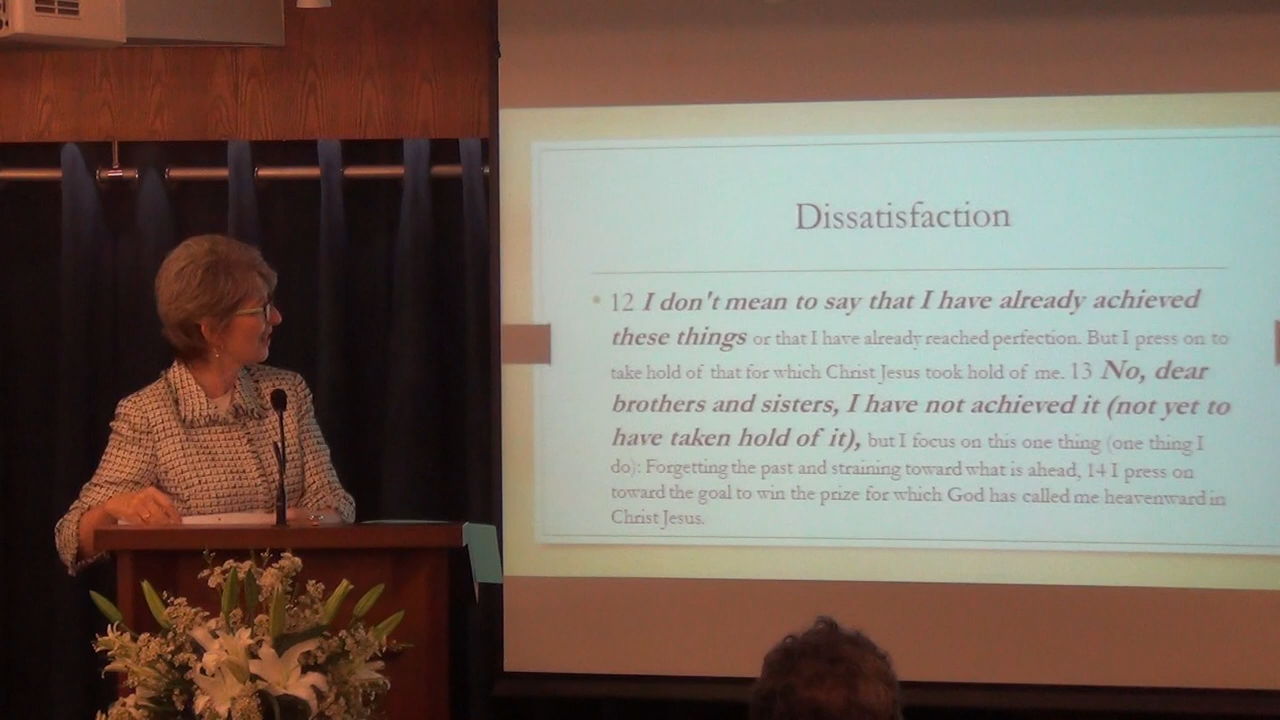 Dissatisfaction
• 12 I don't mean to say that I have already achieved
these things or that I have already reached perfection. But I press on to
take hold of that for which Christ Jesus took hold of me. 13 No, dear
brothers and sisters, I have not achieved it (not yet to
have taken hold of it), but I focus on this one thing (one thing I
do): Forgetting the past and straining toward what is ahead, 14 I press on
toward the goal to win the prize for which God has called me heavenward in
Christ Jesus.